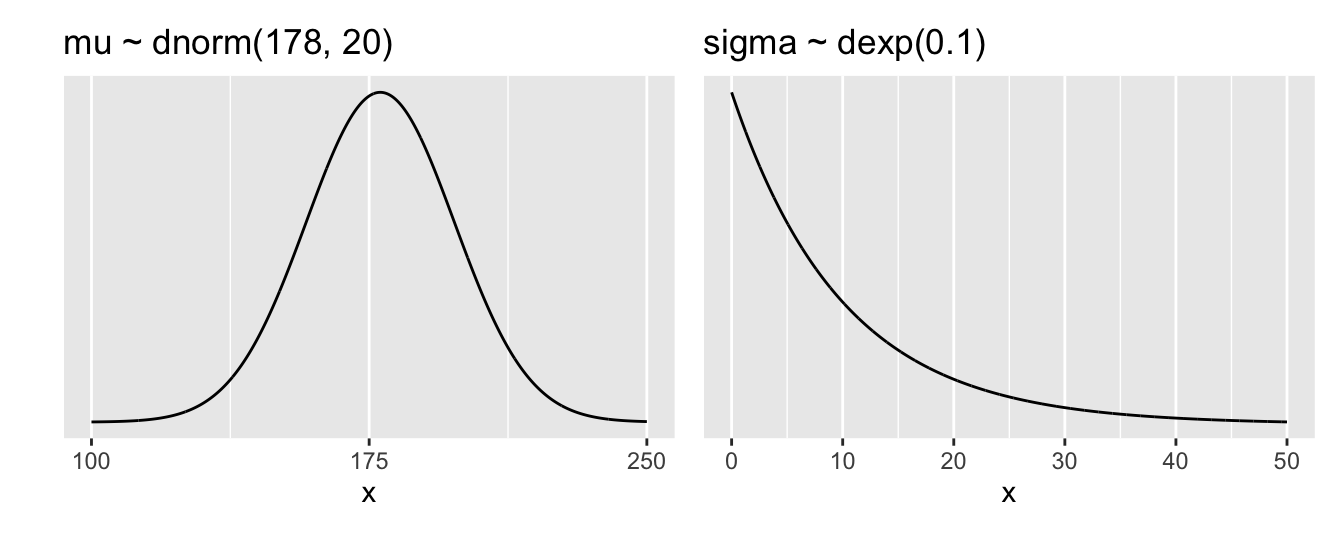 mu ~ dnorm(178, 20)
100 175 250
x
sigma ~ dexp(0.1)
0 10 20 30 40 50
x